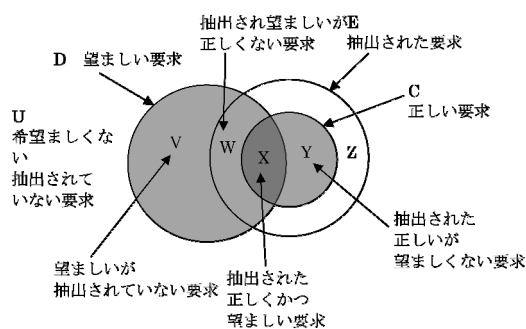 抽出され望ましいが
正しくない要求
E
抽出された要求
D 望ましい要求
C
正しい要求
U
希望ましくな
い
抽出されて
いない要求
V
W
X
Y
Z
望ましいが
抽出されていない要求
抽出された
正しくかつ
望ましい要求
抽出された
正しいが
望ましくない要求